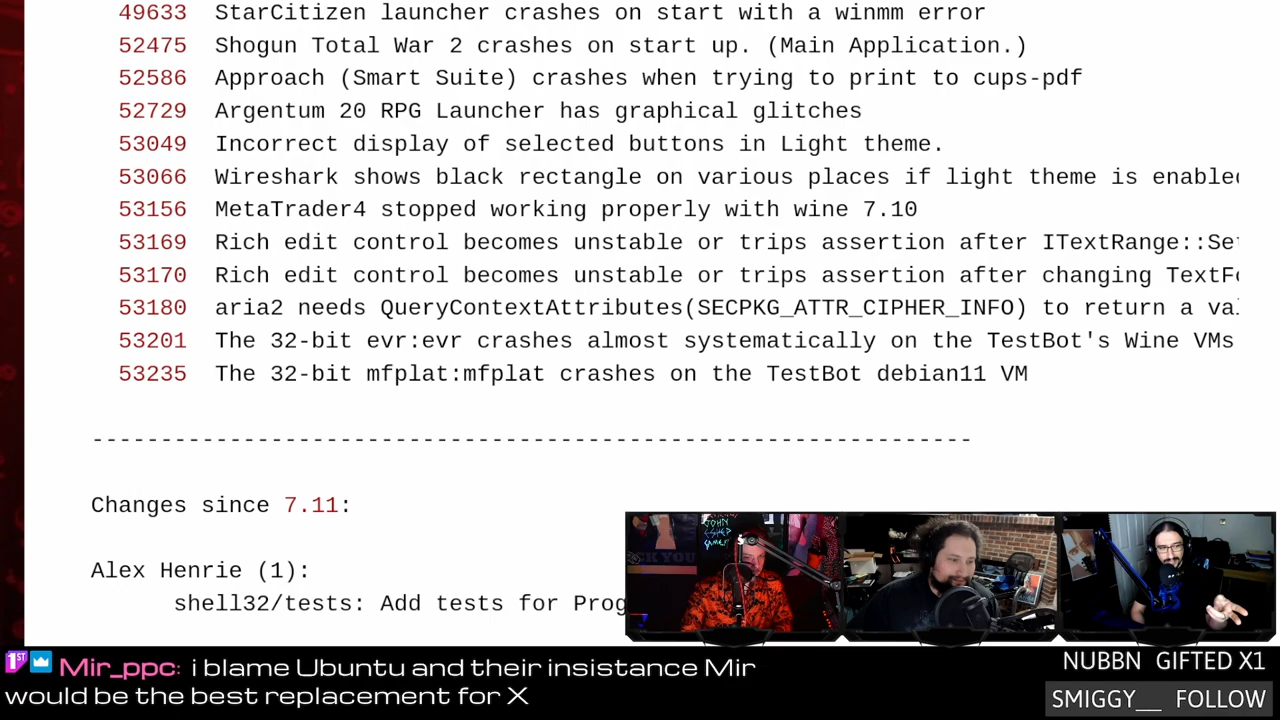 49633 StarCitizen launcher crashes on start with a winmm error
52475 Shogun Total War 2 crashes on start up. (Main Application.)
52586 Approach (Smart Suite) crashes when trying to print to cups-pdf
52729 Argentum 20 RPG Launcher has graphical glitches
53049 Incorrect display of selected buttons in Light theme.
53066 Wireshark shows black rectangle on various places if light theme is enabled
53156 MetaTrader4 stopped working properly with wine 7.10
53169 Rich edit control becomes unstable or trips assertion after ITextRange::Se
53170 Rich edit control becomes unstable or trips assertion after changing TextF
53180 aria2 needs QueryContextAttributes(SECPKG_ATTR_CIPHER_INFO) to return a va
53201 The 32-bit evr:evr crashes almost systematically on the TestBot's Wine VMs
53235 The 32-bit mfplat:mfplat crashes on the TestBot debian11 VM
----------------------------------------------------------------
Changes since 7.11:
Alex Henrie (1):
shell32/tests: Add tests for Prog
1ST Mir_ppc: i blame Ubuntu and their insistance Mir
would be the best replacement for X
NUBBN GIFTED X1
SMIGGY__ FOLLOW